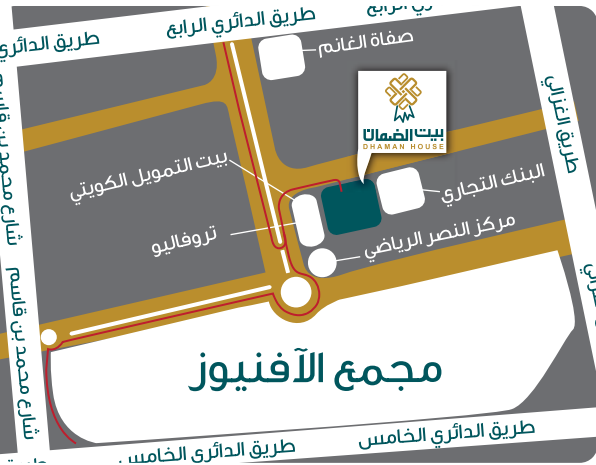 طريق الدائري الرابع
طريق الدائري
صفاة الغانم
طريق الغزالي
شارع محمد بن قاسم
بيت الضمان
DHAMAN HOUSE
بيت التمويل الكويتي
البنك التجاري
تروفاليو
مركز النصر الرياضي
شارع محمد بن قاسم
مجمع الآفنيوز
طريق الدائري الخامس
طريق الدائري الخامس